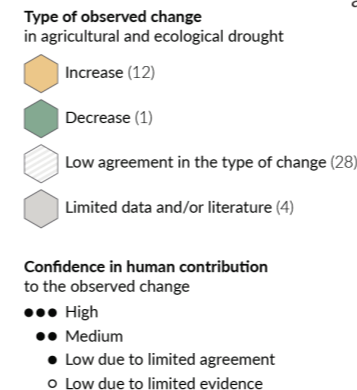 Type of observed change
in agricultural and ecological drought
Increase (12)
Decrease (1)
Low agreement in the type of change (28)
Limited data and/or literature (4)
Confidence in human contribution
to the observed change
High
Medium
Low due to limited agreement
Low due to limited evidence